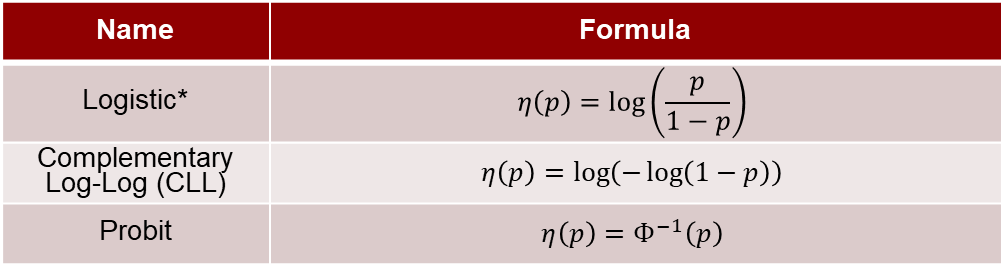 Name Formula
Logistic* η(p) = log(p / (1 − p))
Complementary
Log-Log (CLL) η(p) = log(− log(1 − p))
Probit η(p) = Φ⁻¹(p)